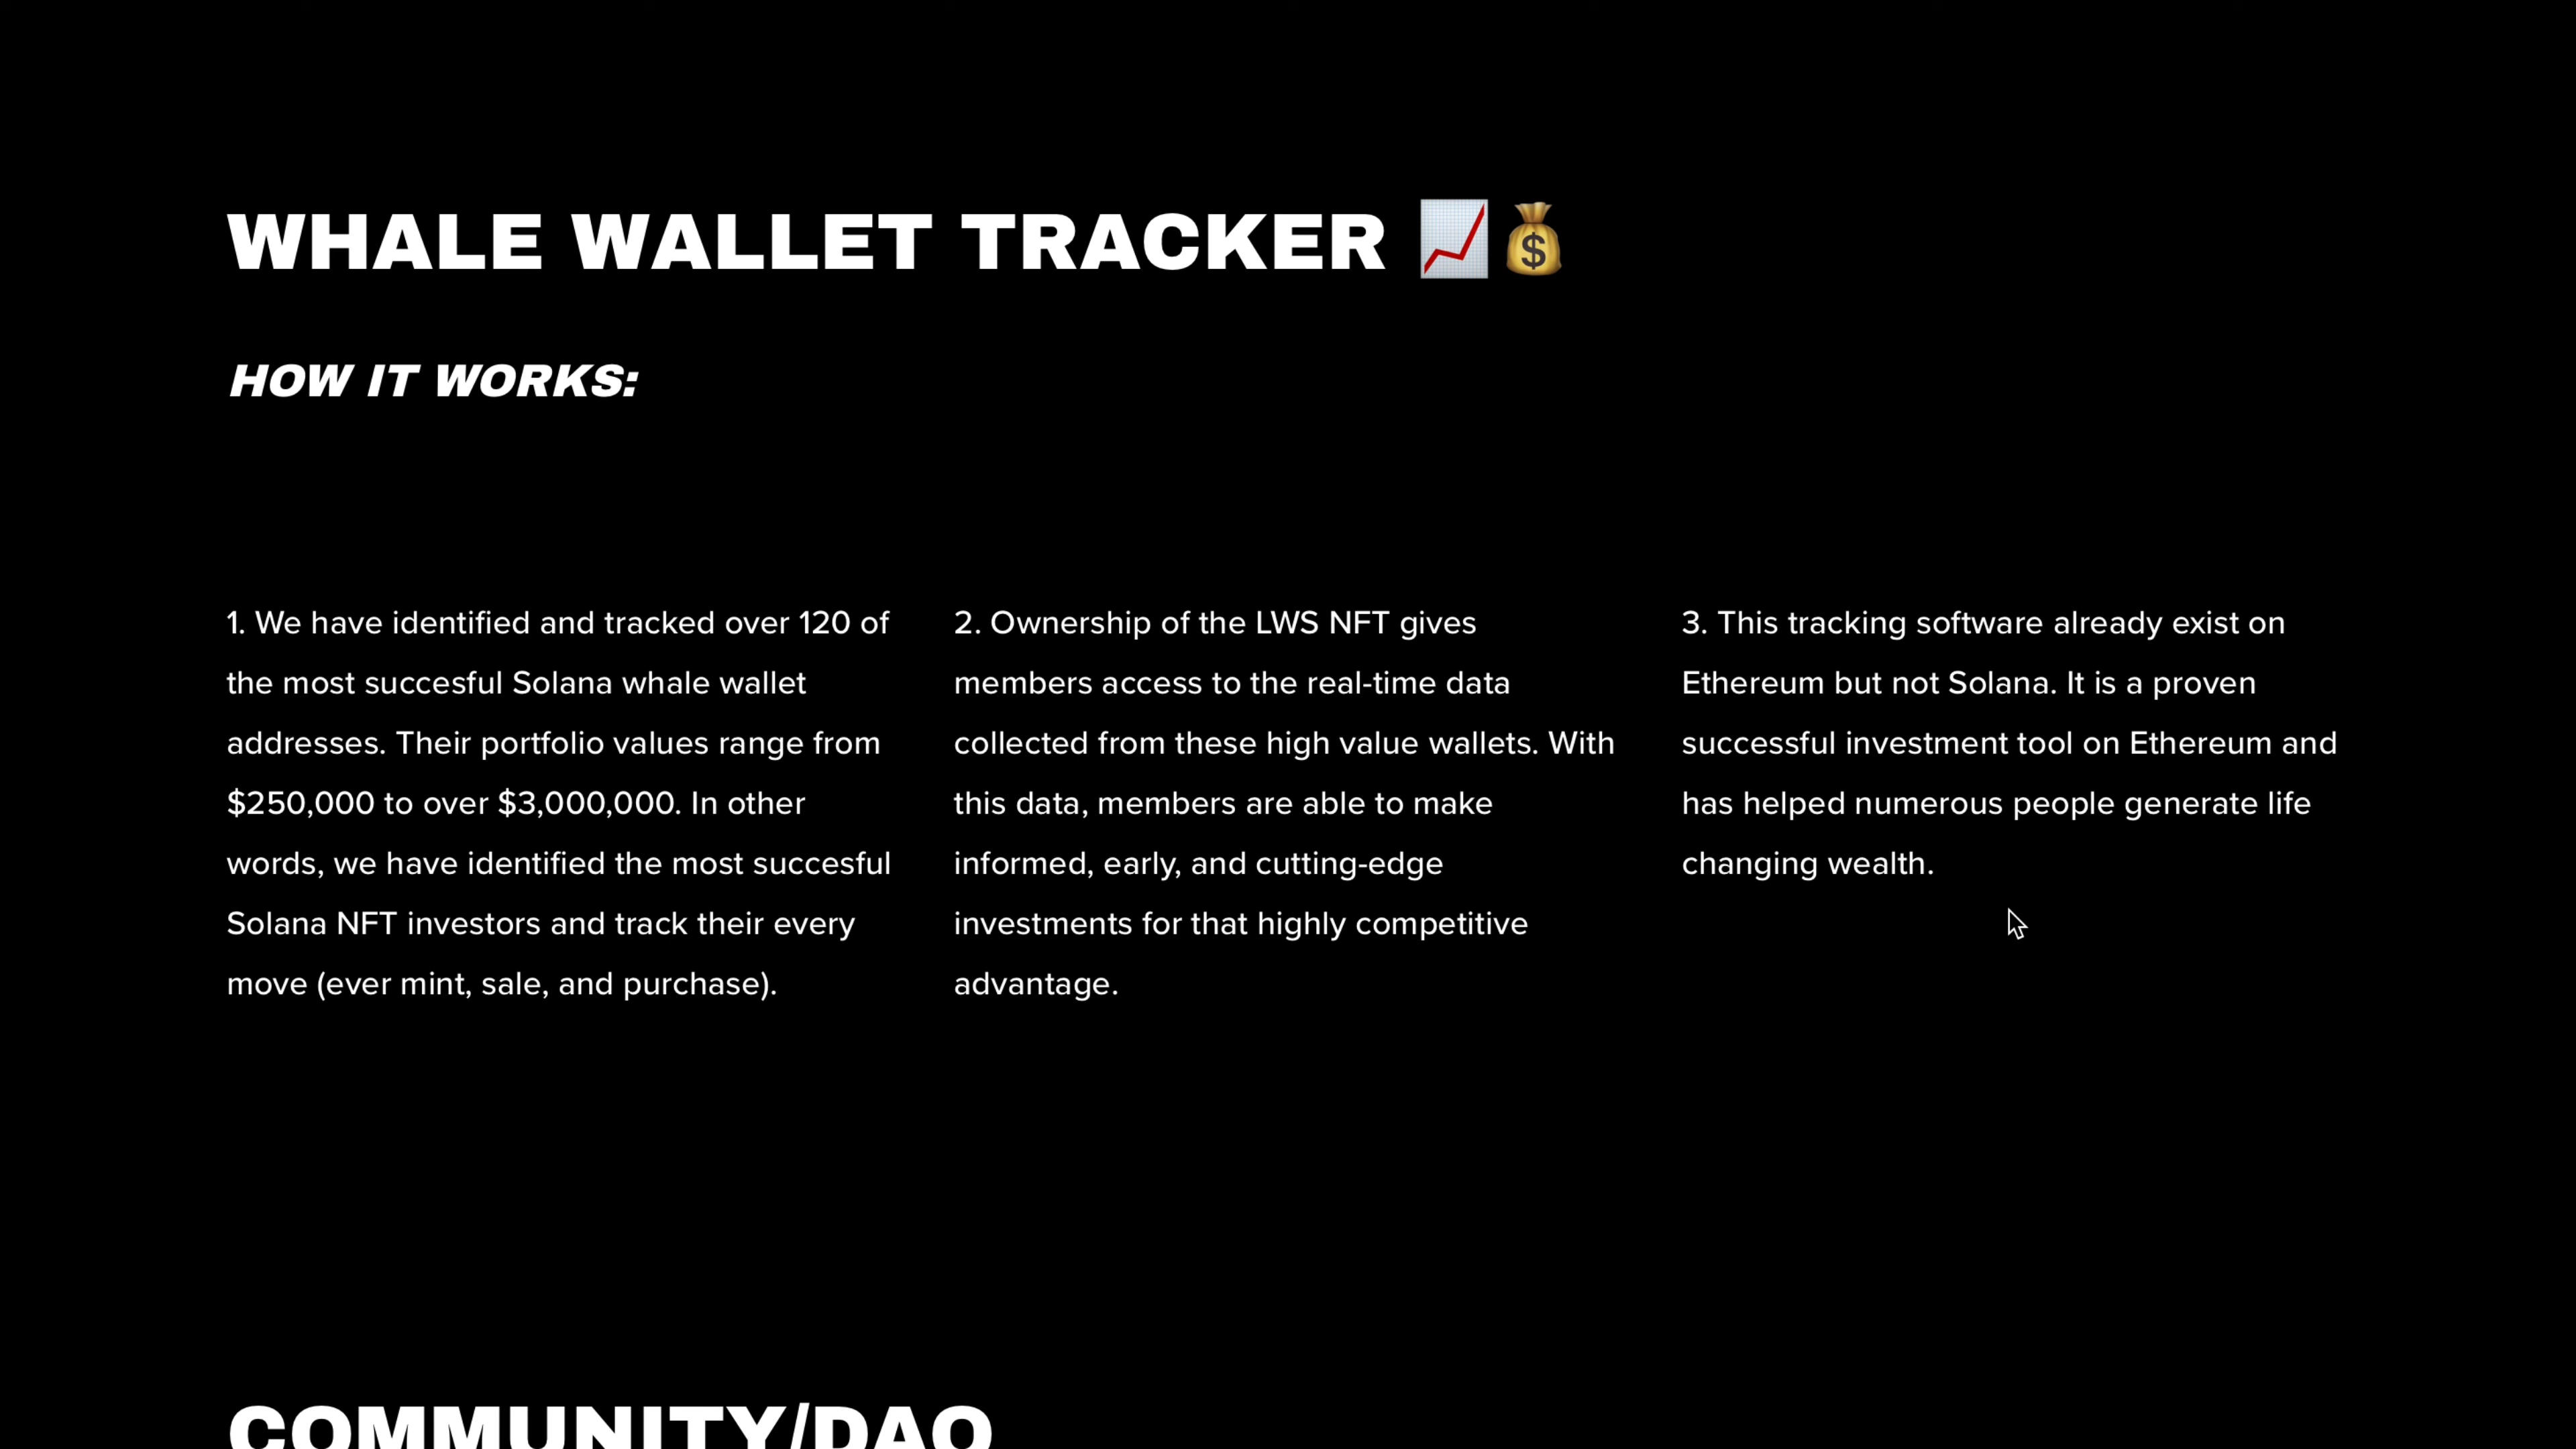 WHALE WALLET TRACKER 📈💰
HOW IT WORKS:
1. We have identified and tracked over 120 of
the most succesful Solana whale wallet
addresses. Their portfolio values range from
$250,000 to over $3,000,000. In other
words, we have identified the most succesful
Solana NFT investors and track their every
move (ever mint, sale, and purchase).
2. Ownership of the LWS NFT gives
members access to the real-time data
collected from these high value wallets. With
this data, members are able to make
informed, early, and cutting-edge
investments for that highly competitive
advantage.
3. This tracking software already exist on
Ethereum but not Solana. It is a proven
successful investment tool on Ethereum and
has helped numerous people generate life
changing wealth.
COMMUNITY/DAO